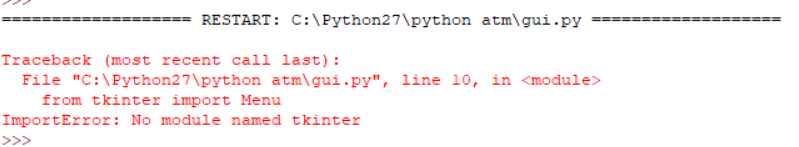 >>>
=================== RESTART: C:\Python27\python atm\gui.py ===================
Traceback (most recent call last):
  File "C:\Python27\python atm\gui.py", line 10, in <module>
    from tkinter import Menu
ImportError: No module named tkinter
>>>